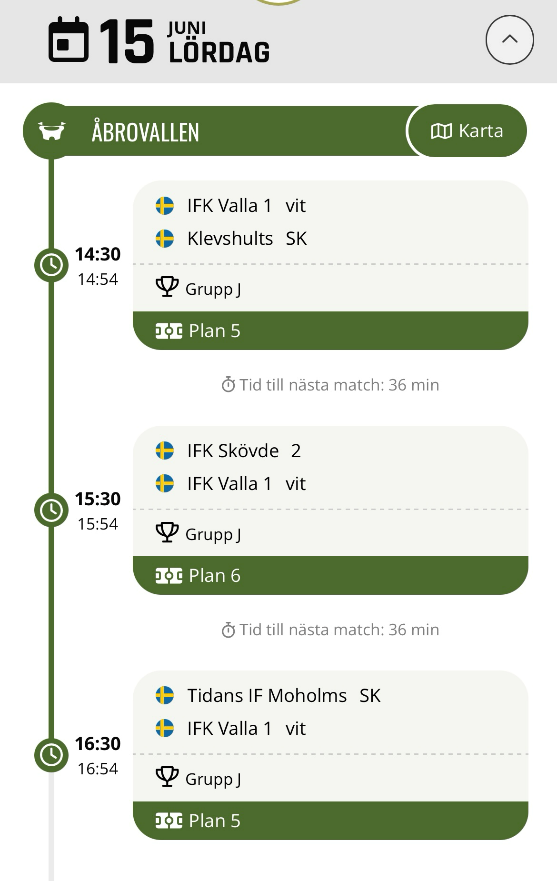 15 JUNI LÖRDAG
ÅBROVALLEN
Karta
IFK Valla 1 vit
Klevshults SK
14:30
14:54
Grupp J
Plan 5
Tid till nästa match: 36 min
IFK Skövde 2
IFK Valla 1 vit
15:30
15:54
Grupp J
Plan 6
Tid till nästa match: 36 min
Tidans IF Moholms SK
IFK Valla 1 vit
16:30
16:54
Grupp J
Plan 5